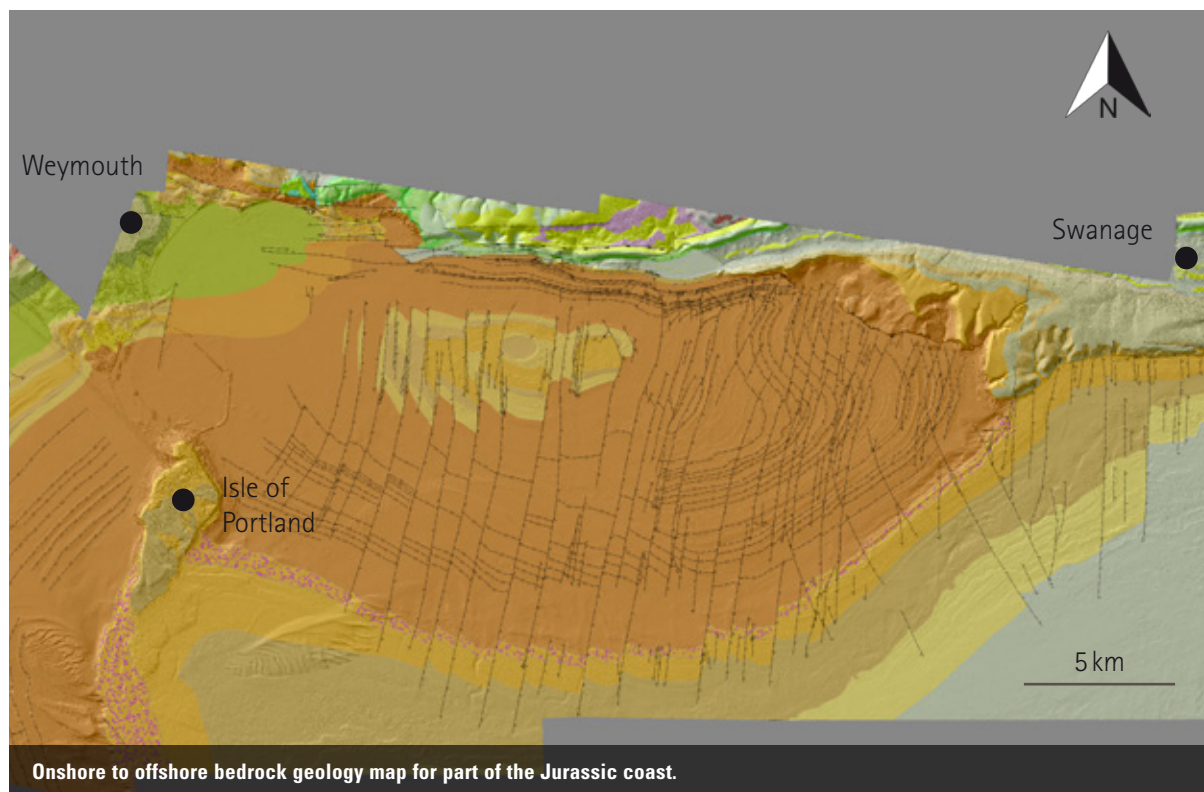 N
Weymouth
Swanage
Isle of
Portland
5 km
Onshore to offshore bedrock geology map for part of the Jurassic coast.